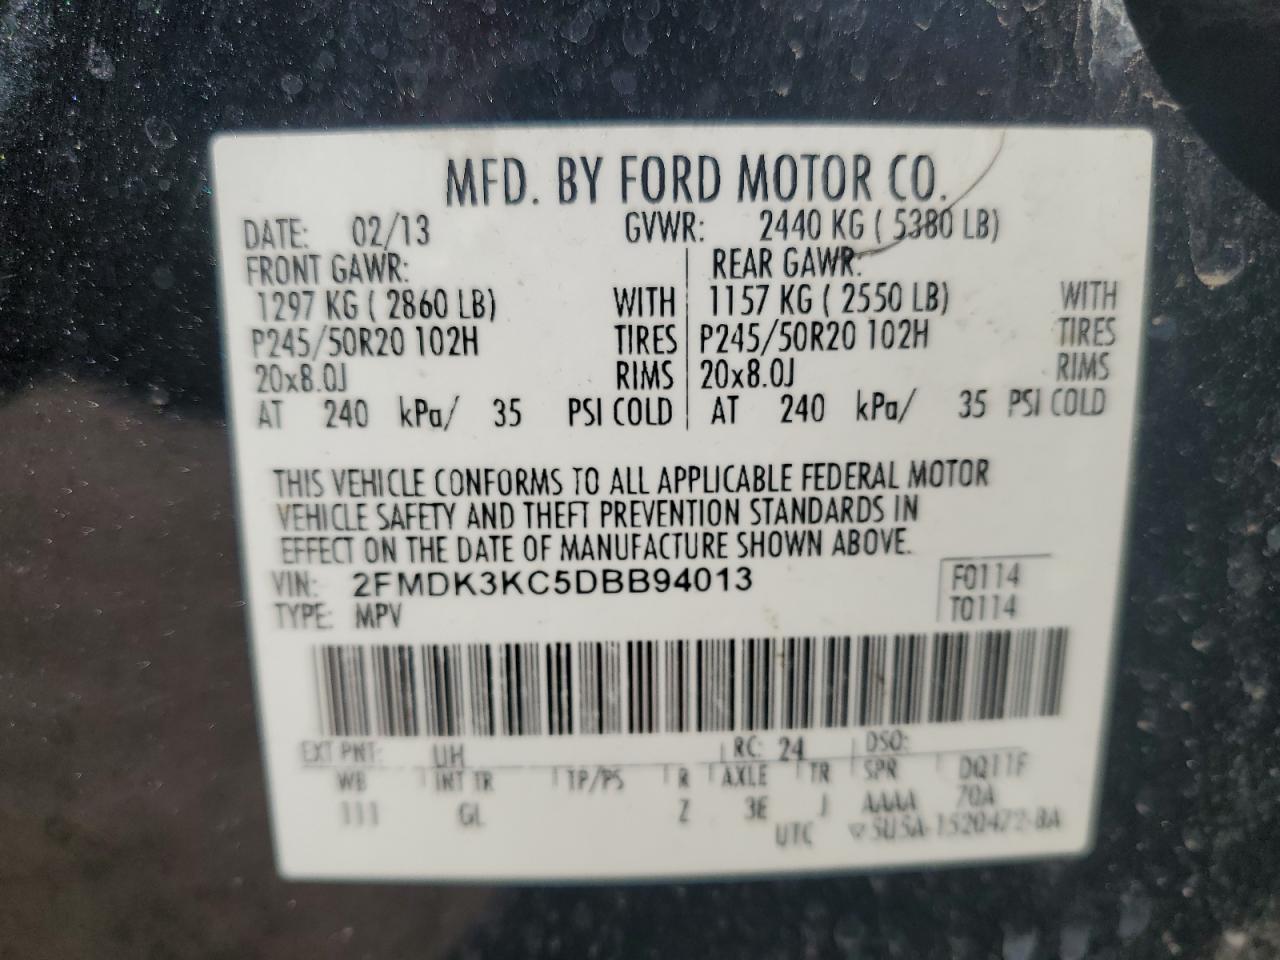 MFD. BY FORD MOTOR CO.
DATE: 02/13 GVWR: 2440 KG ( 5380 LB)
FRONT GAWR: REAR GAWR:
1297 KG ( 2860 LB) WITH 1157 KG ( 2550 LB) WITH
P245/50R20 102H TIRES P245/50R20 102H TIRES
20x8.0J RIMS 20x8.0J RIMS
AT 240 kPa/ 35 PSI COLD AT 240 kPa/ 35 PSI COLD
THIS VEHICLE CONFORMS TO ALL APPLICABLE FEDERAL MOTOR
VEHICLE SAFETY AND THEFT PREVENTION STANDARDS IN
EFFECT ON THE DATE OF MANUFACTURE SHOWN ABOVE.
VIN: 2FMDK3KC5DBB94013 F0114
TYPE: MPV T0114
EXT PNT: UH RC: 24 DSO:
WB INT TR TP/PS R AXLE TR SPR DQ11F
111 GL Z 3E J AAAA 70A
UTC ▽SU5A-1520472-BA